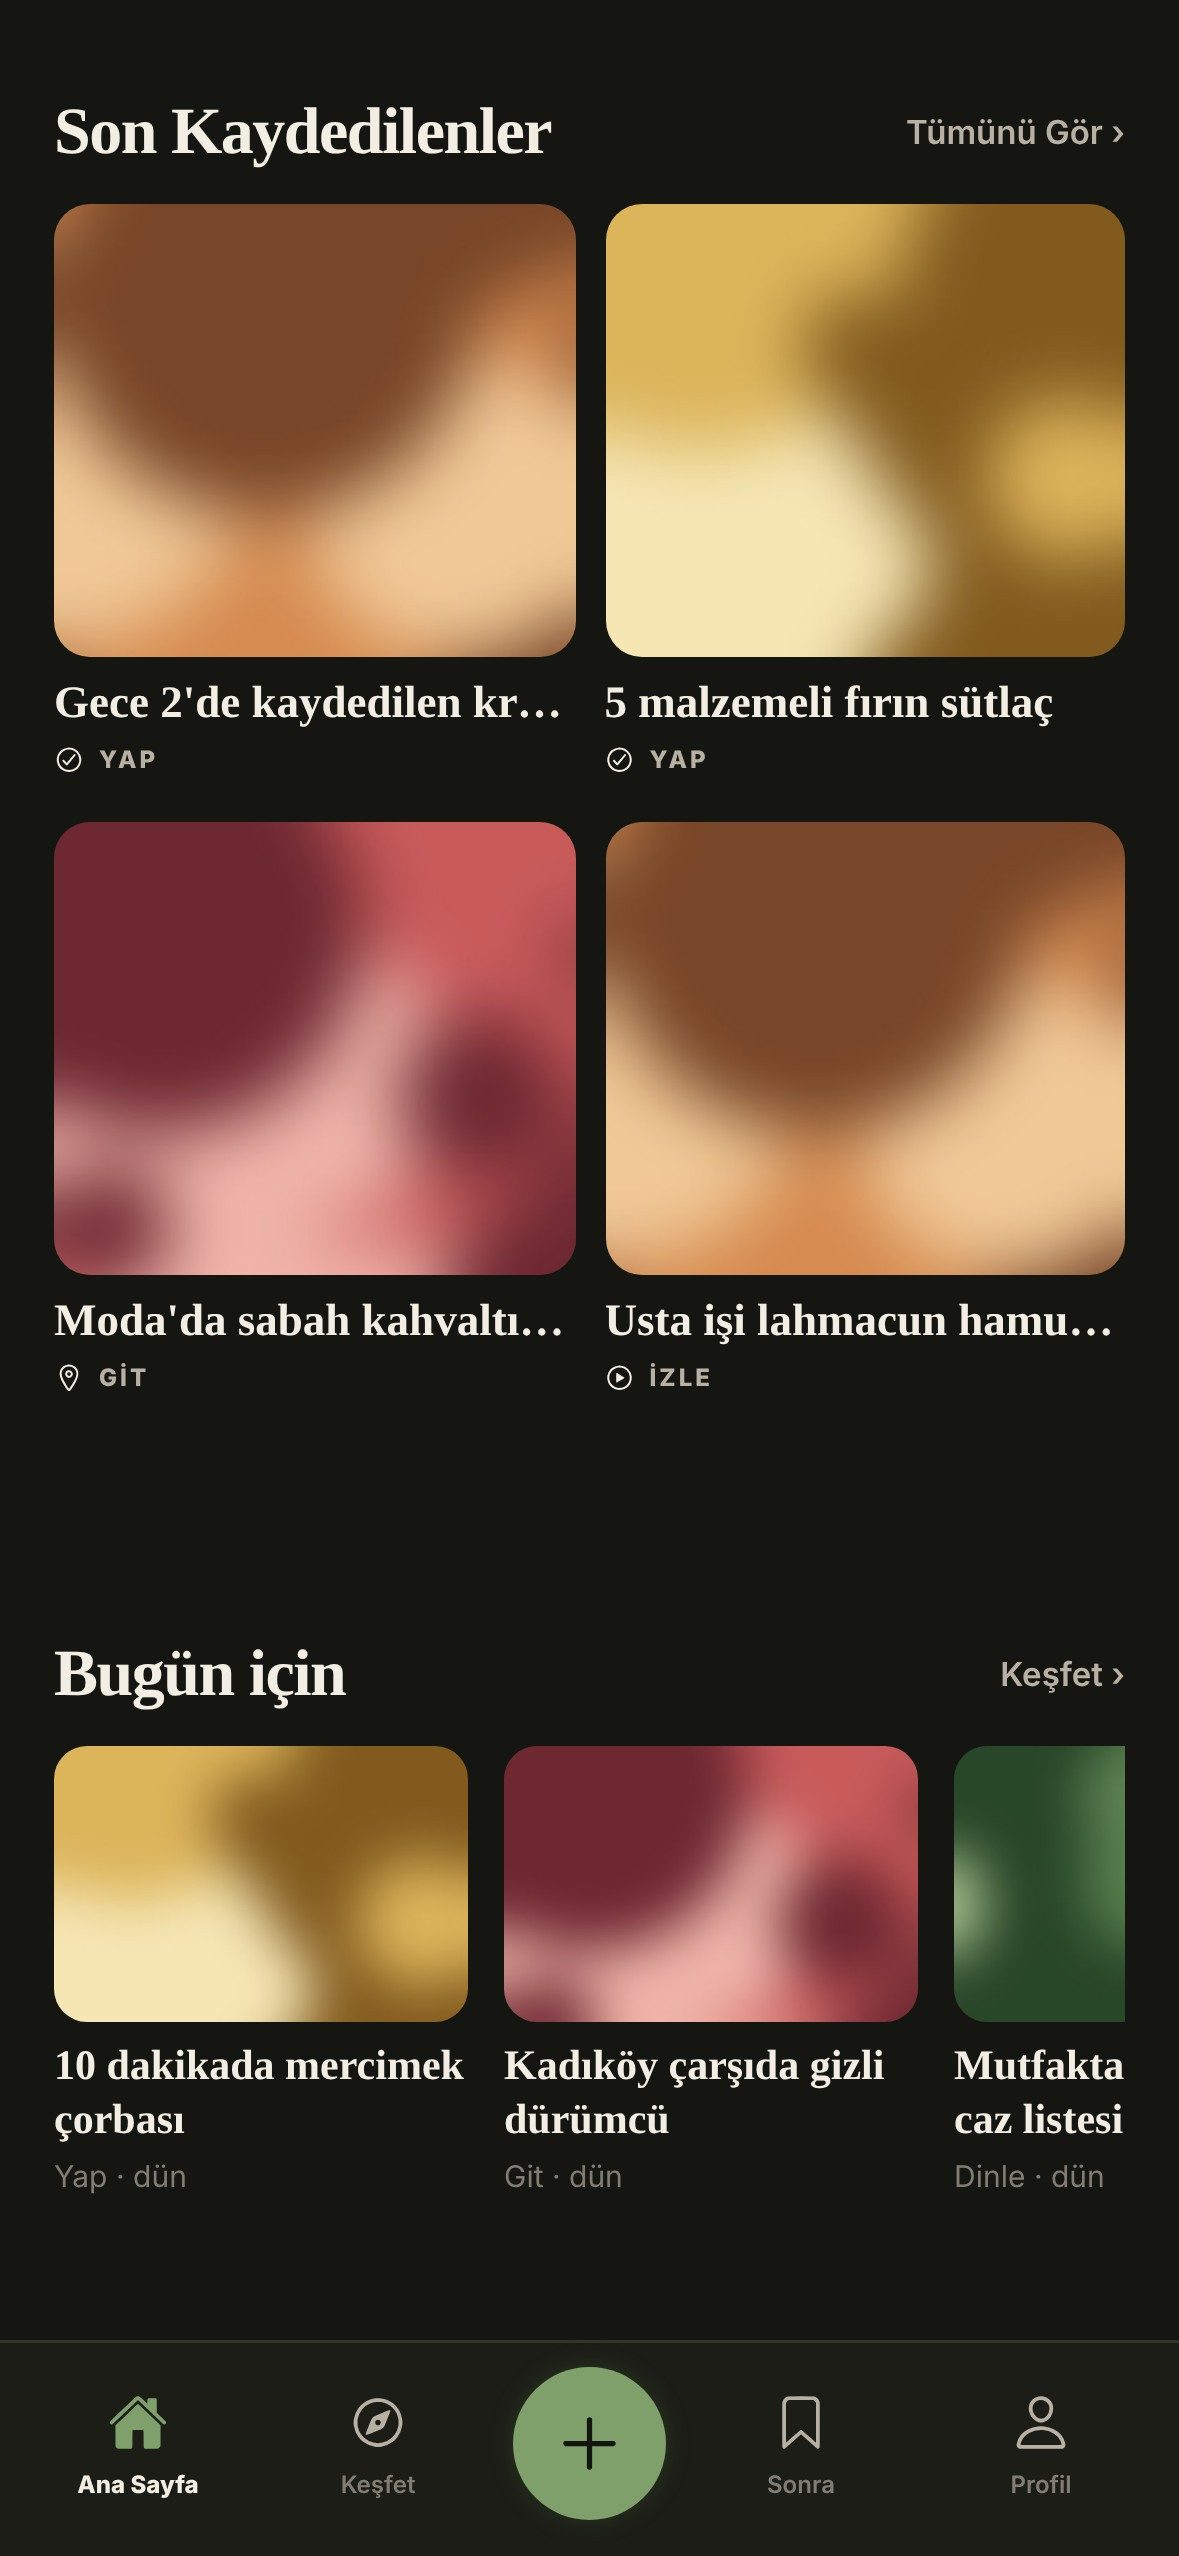 Son Kaydedilenler
Tümünü Gör ›
Gece 2'de kaydedilen kr…
YAP
5 malzemeli fırın sütlaç
YAP
Moda'da sabah kahvaltı…
GİT
Usta işi lahmacun hamu…
İZLE
Bugün için
Keşfet ›
10 dakikada mercimek
çorbası
Yap · dün
Kadıköy çarşıda gizli
dürümcü
Git · dün
Mutfakta
caz listesi
Dinle · dün
Ana Sayfa
Keşfet
Sonra
Profil